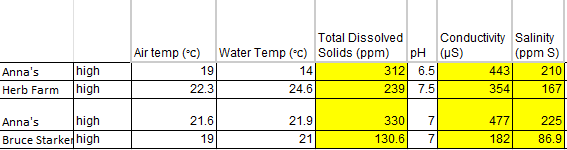 Air temp (°C) Water Temp (°C) Total Dissolved Solids (ppm) pH Conductivity (µS) Salinity (ppm S)
Anna's high 19 14 312 6.5 443 210
Herb Farm high 22.3 24.6 239 7.5 354 167
Anna's high 21.6 21.9 330 7 477 225
Bruce Starker high 19 21 130.6 7 182 86.9